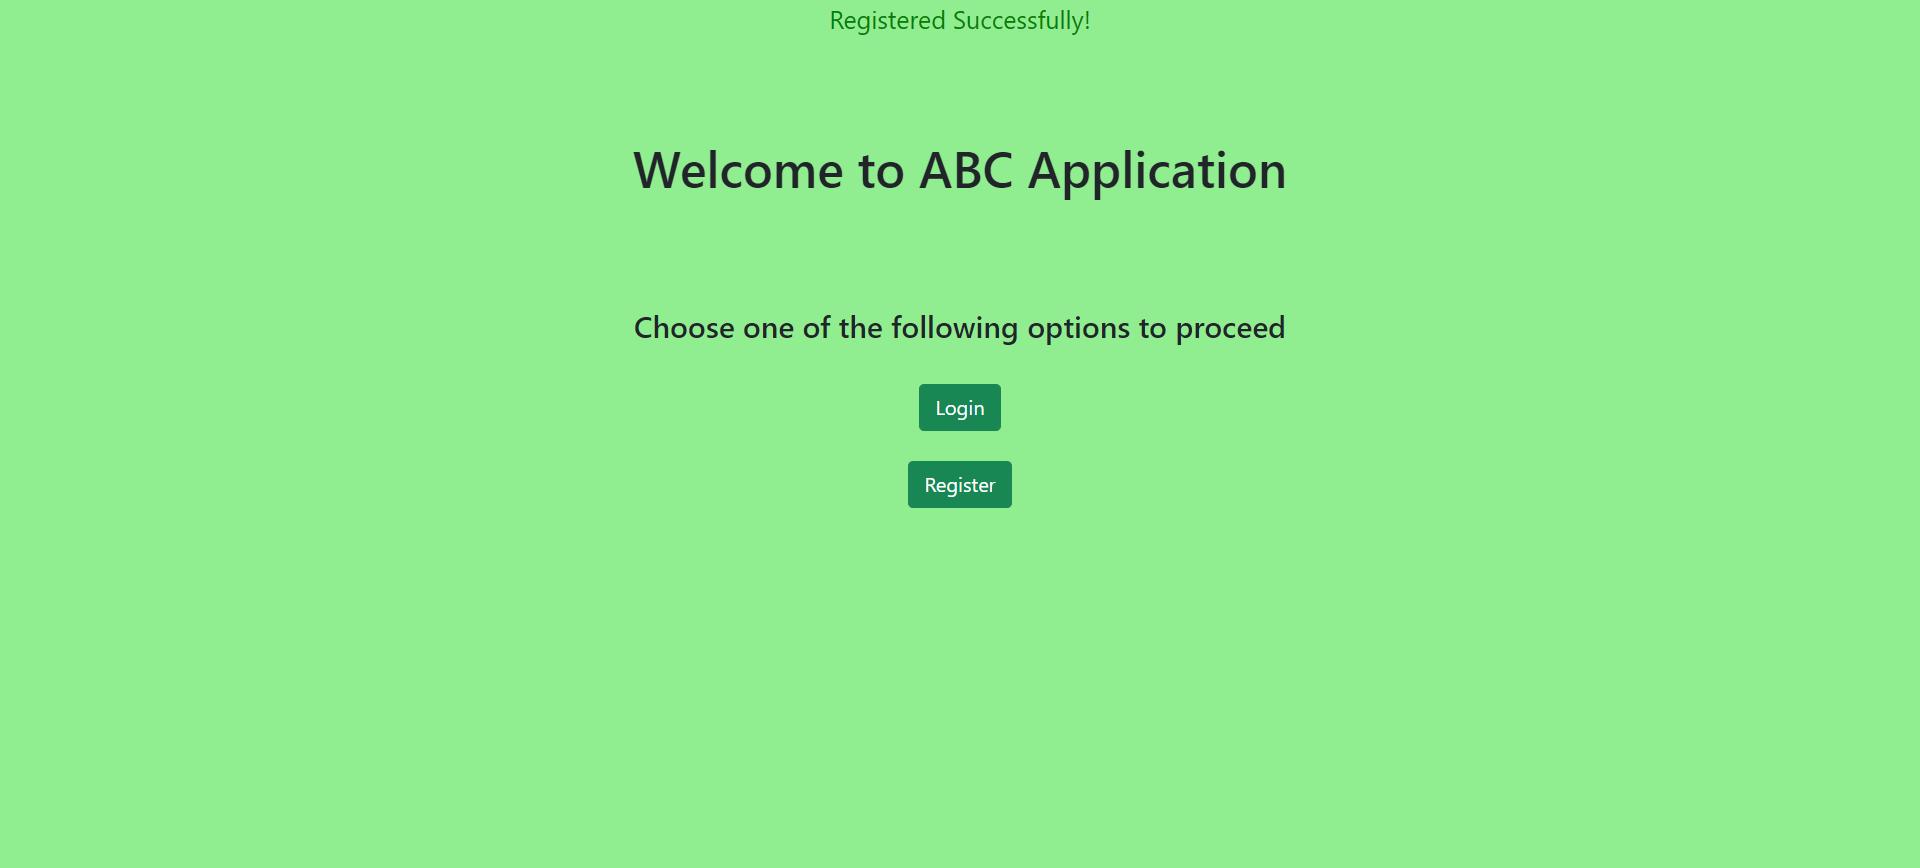 Registered Successfully!
Welcome to ABC Application
Choose one of the following options to proceed
Login
Register